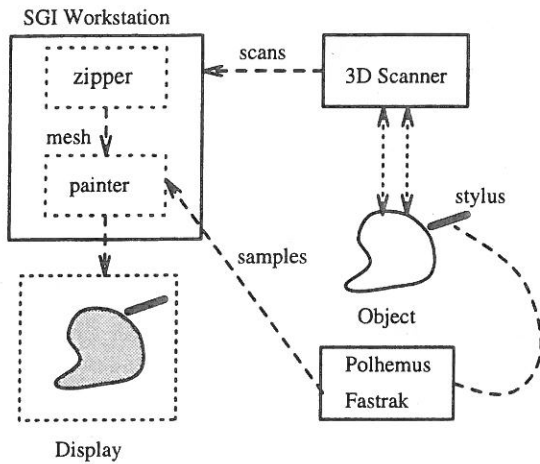 SGI Workstation
zipper
mesh
painter
scans
3D Scanner
stylus
samples
Object
Polhemus
Fastrak
Display